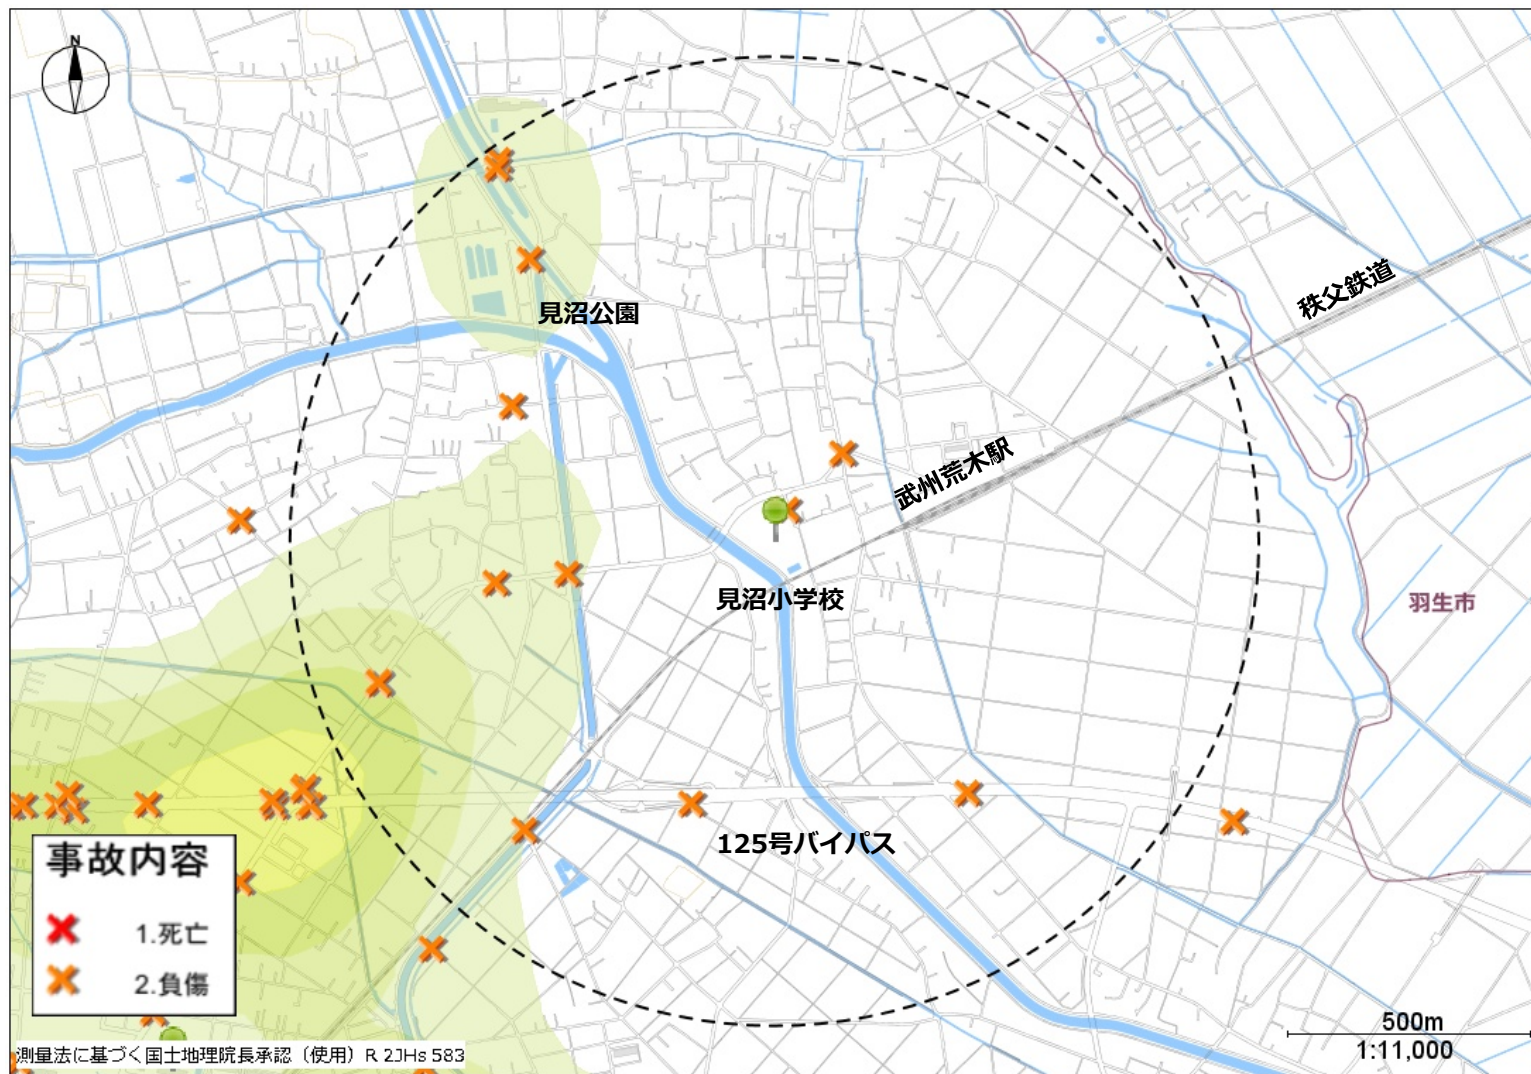 N
見沼公園
秩父鉄道
武州荒木駅
見沼小学校
羽生市
125号バイパス
事故内容
1.死亡
2.負傷
500m
1:11,000
測量法に基づく国土地理院長承認（使用）R 2JHs 583